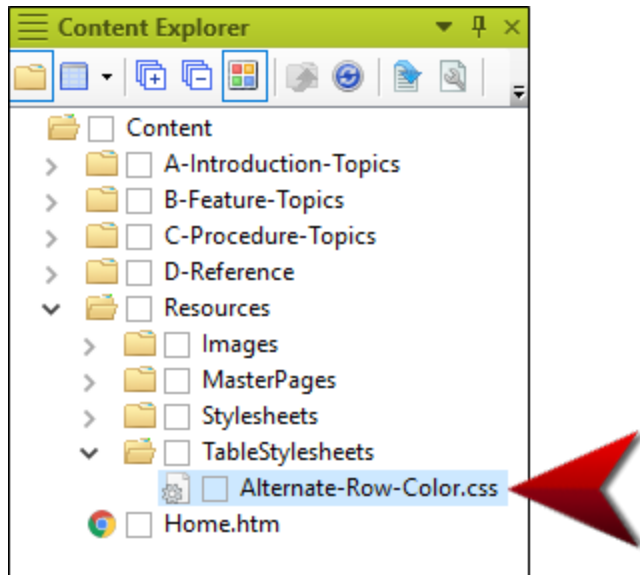 Content Explorer
Content
A-Introduction-Topics
B-Feature-Topics
C-Procedure-Topics
D-Reference
Resources
Images
MasterPages
Stylesheets
TableStylesheets
Alternate-Row-Color.css
Home.htm